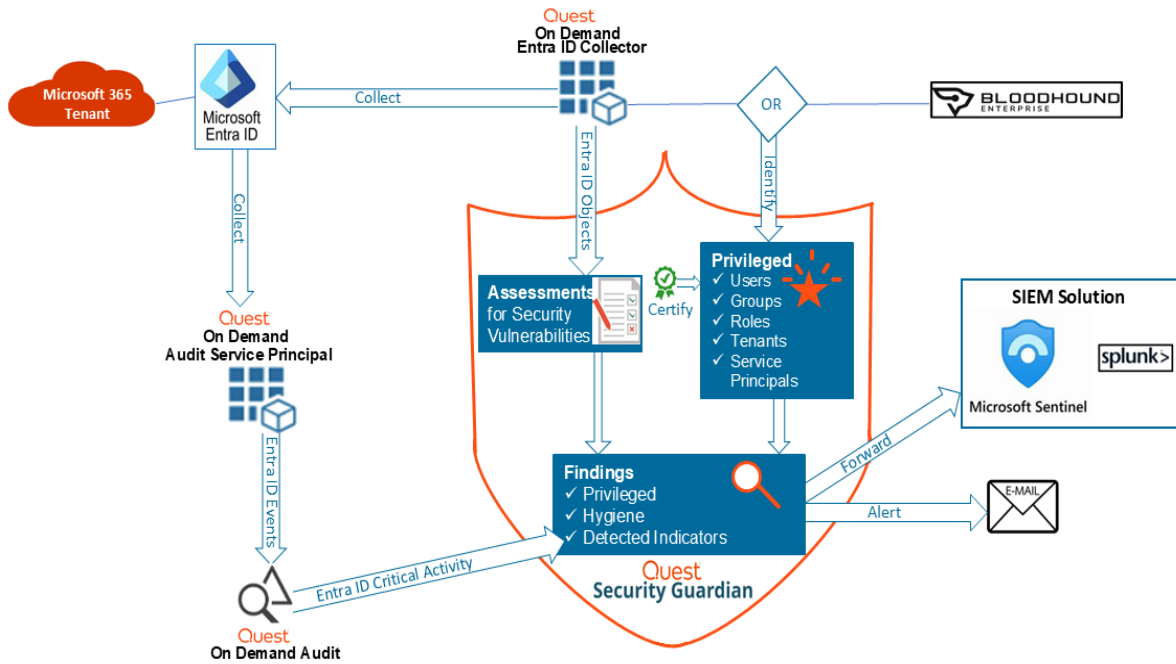 Quest
On Demand
Entra ID Collector
Microsoft 365
Tenant
Microsoft
Entra ID
Collect
OR
BLOODHOUND
ENTERPRISE
Entra ID Objects
Identify
Collect
Quest
On Demand
Audit Service Principal
Entra ID Events
Quest
On Demand Audit
Entra ID Critical Activity
Assessments
for Security
Vulnerabilities
Certify
Privileged
✓ Users
✓ Groups
✓ Roles
✓ Tenants
✓ Service
Principals
Findings
✓ Privileged
✓ Hygiene
✓ Detected Indicators
Quest
Security Guardian
Forward
Alert
SIEM Solution
Microsoft Sentinel
splunk>
E-MAIL